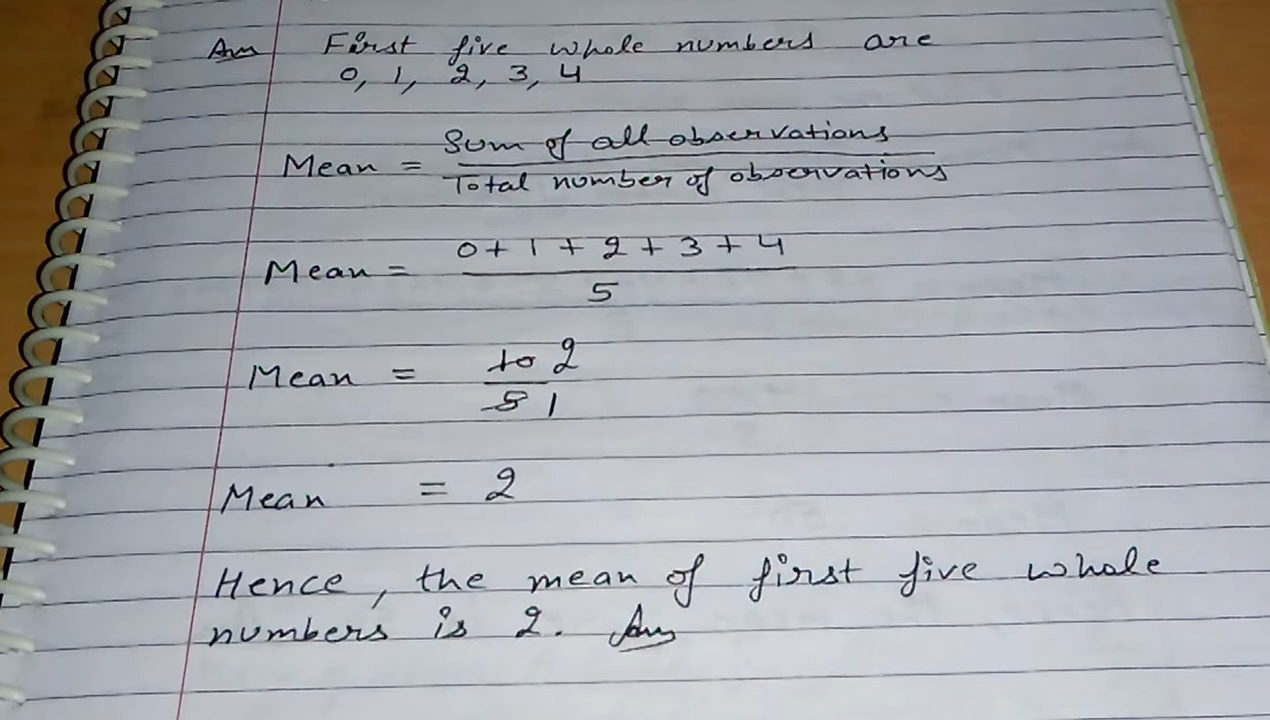 Ans First five whole numbers are
0, 1, 2, 3, 4
Sum of all observations
Mean =
Total number of observations
0 + 1 + 2 + 3 + 4
Mean =
5
10 2
Mean =
5 1
Mean = 2
Hence, the mean of first five whole
numbers is 2. Ans